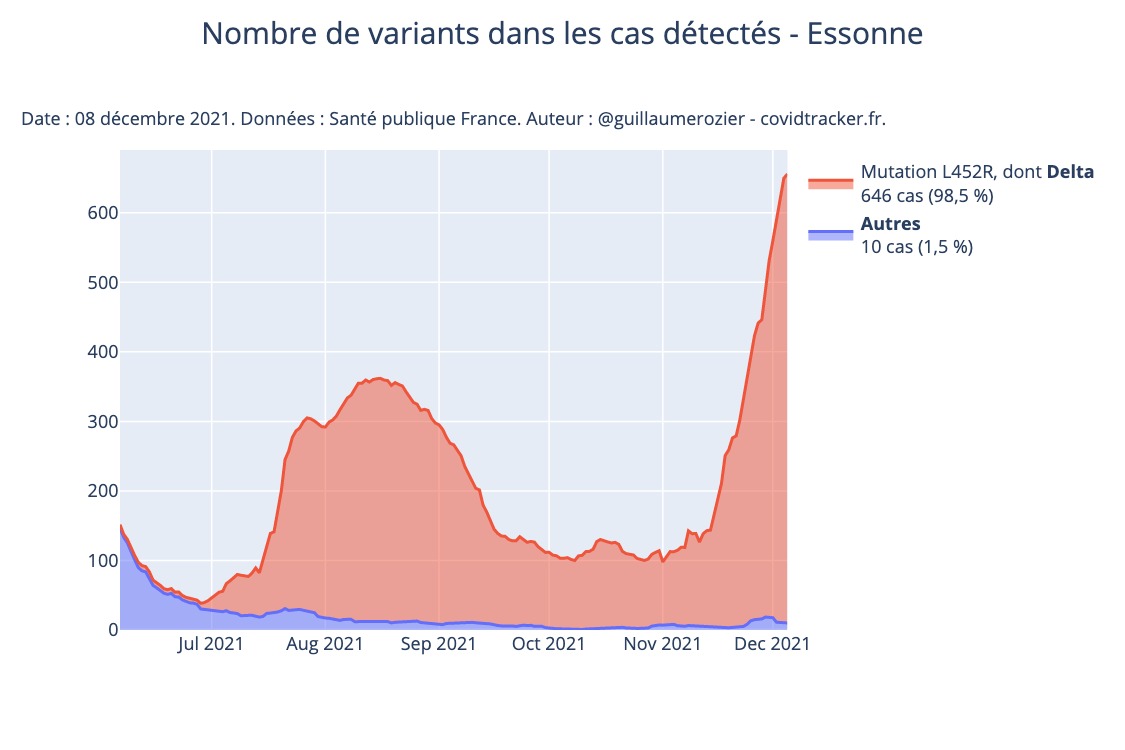 Nombre de variants dans les cas détectés - Essonne
Date : 08 décembre 2021. Données : Santé publique France. Auteur : @guillaumerozier - covidtracker.fr.
Mutation L452R, dont Delta
646 cas (98,5 %)
Autres
10 cas (1,5 %)
600
500
400
300
200
100
0
Jul 2021 Aug 2021 Sep 2021 Oct 2021 Nov 2021 Dec 2021